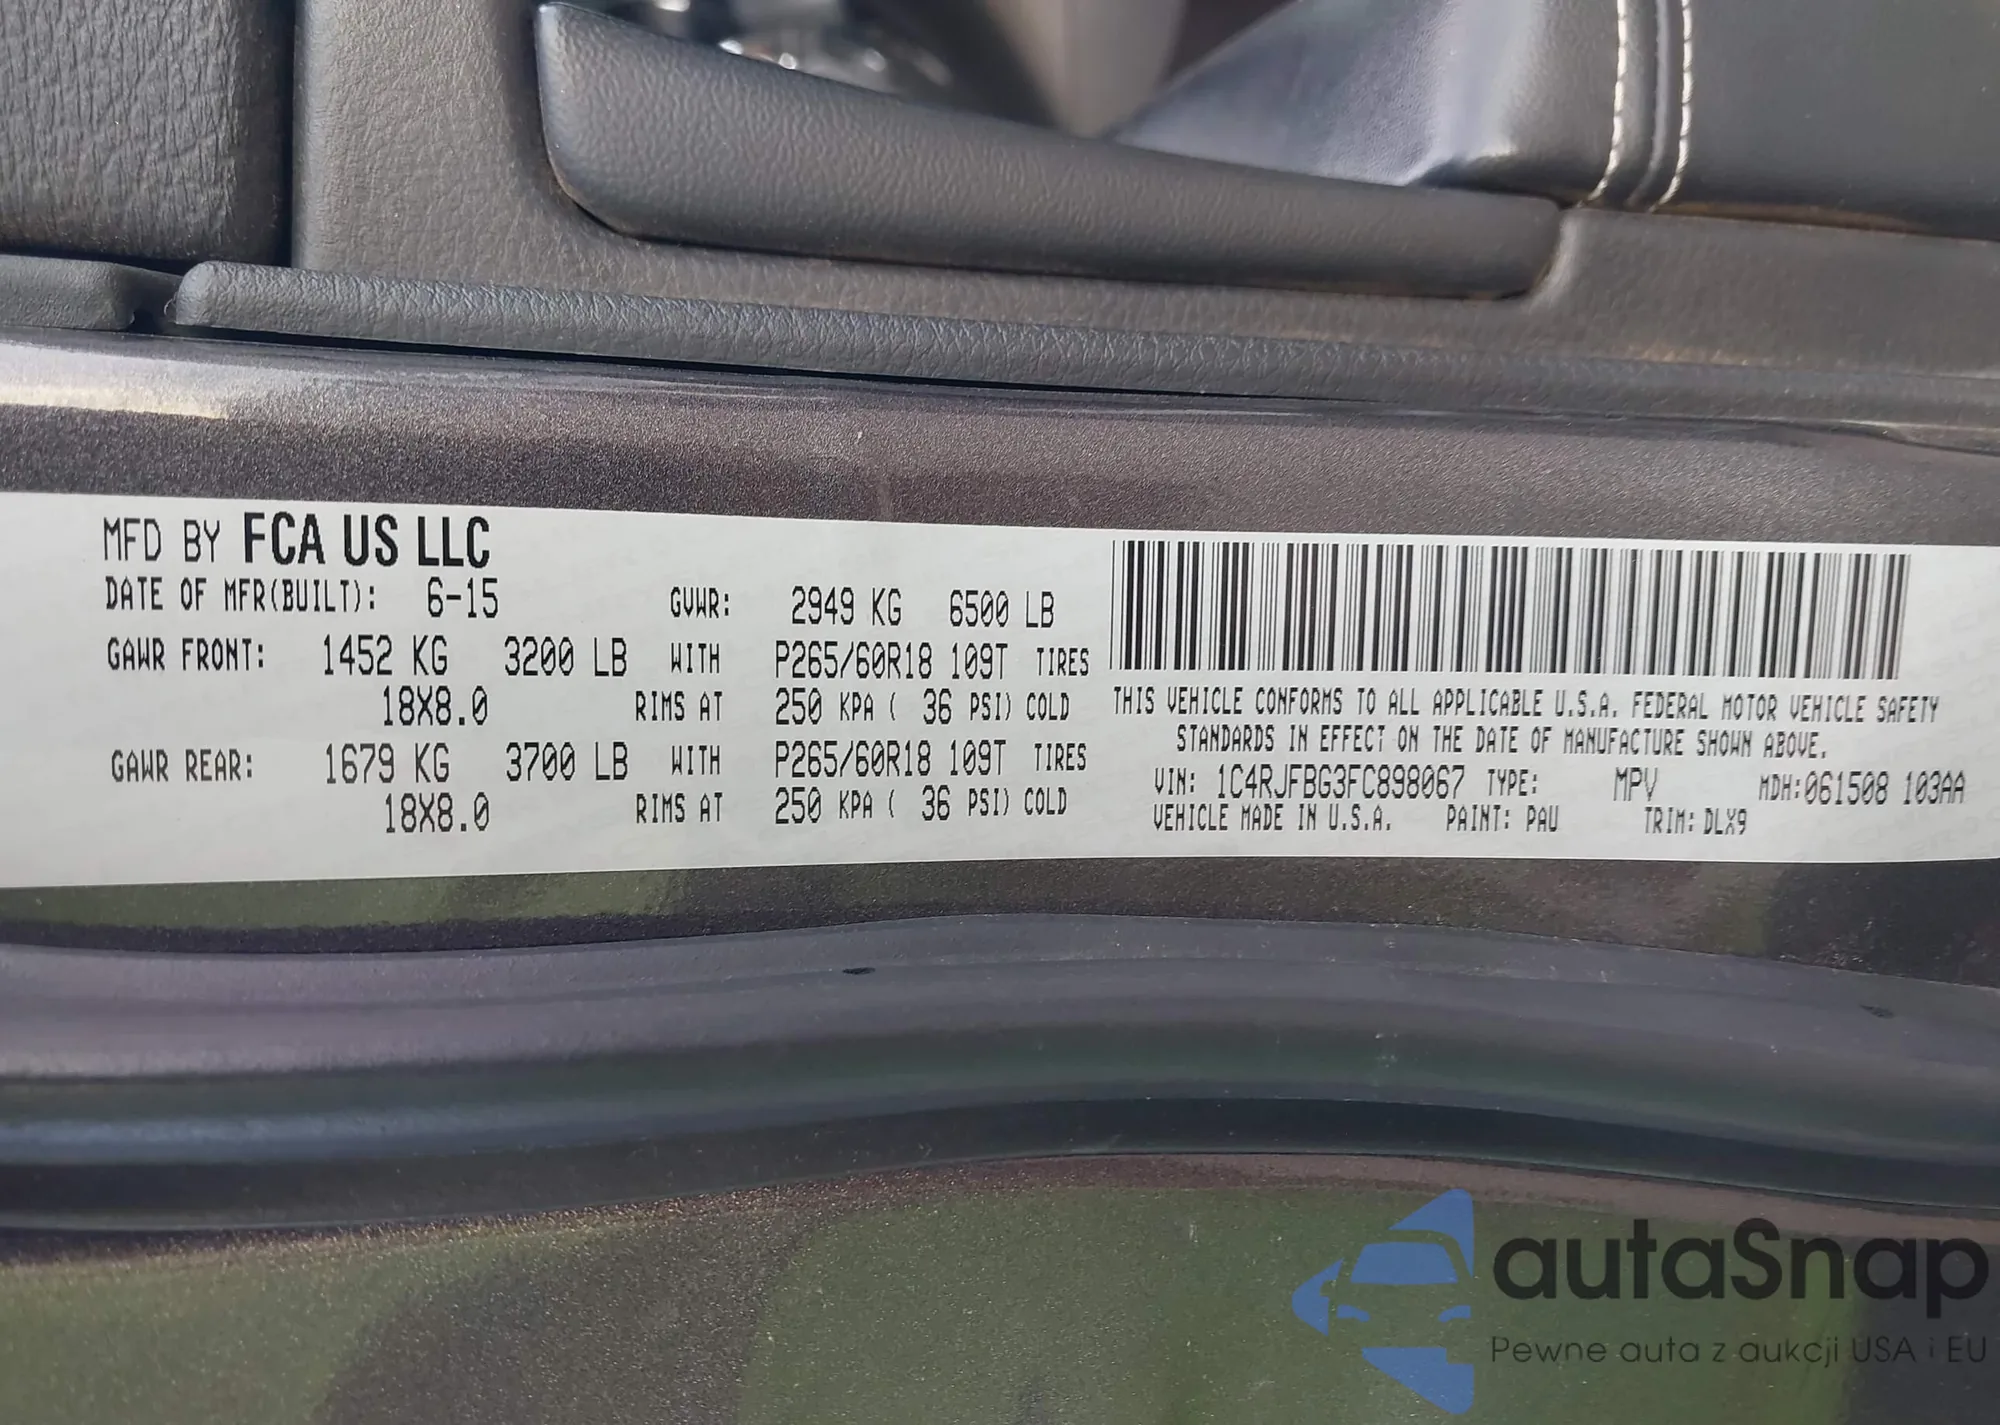 MFD BY FCA US LLC
DATE OF MFR(BUILT): 6-15 GVWR: 2949 KG 6500 LB
GAWR FRONT: 1452 KG 3200 LB WITH P265/60R18 109T TIRES
18X8.0 RIMS AT 250 KPA ( 36 PSI) COLD
GAWR REAR: 1679 KG 3700 LB WITH P265/60R18 109T TIRES
18X8.0 RIMS AT 250 KPA ( 36 PSI) COLD
THIS VEHICLE CONFORMS TO ALL APPLICABLE U.S.A. FEDERAL MOTOR VEHICLE SAFETY
STANDARDS IN EFFECT ON THE DATE OF MANUFACTURE SHOWN ABOVE.
VIN: 1C4RJFBG3FC898067 TYPE: MPV MDH:061508 103AA
VEHICLE MADE IN U.S.A. PAINT: PAU TRIM: DLX9
autaSnap
Pewne auta z aukcji USA i EU